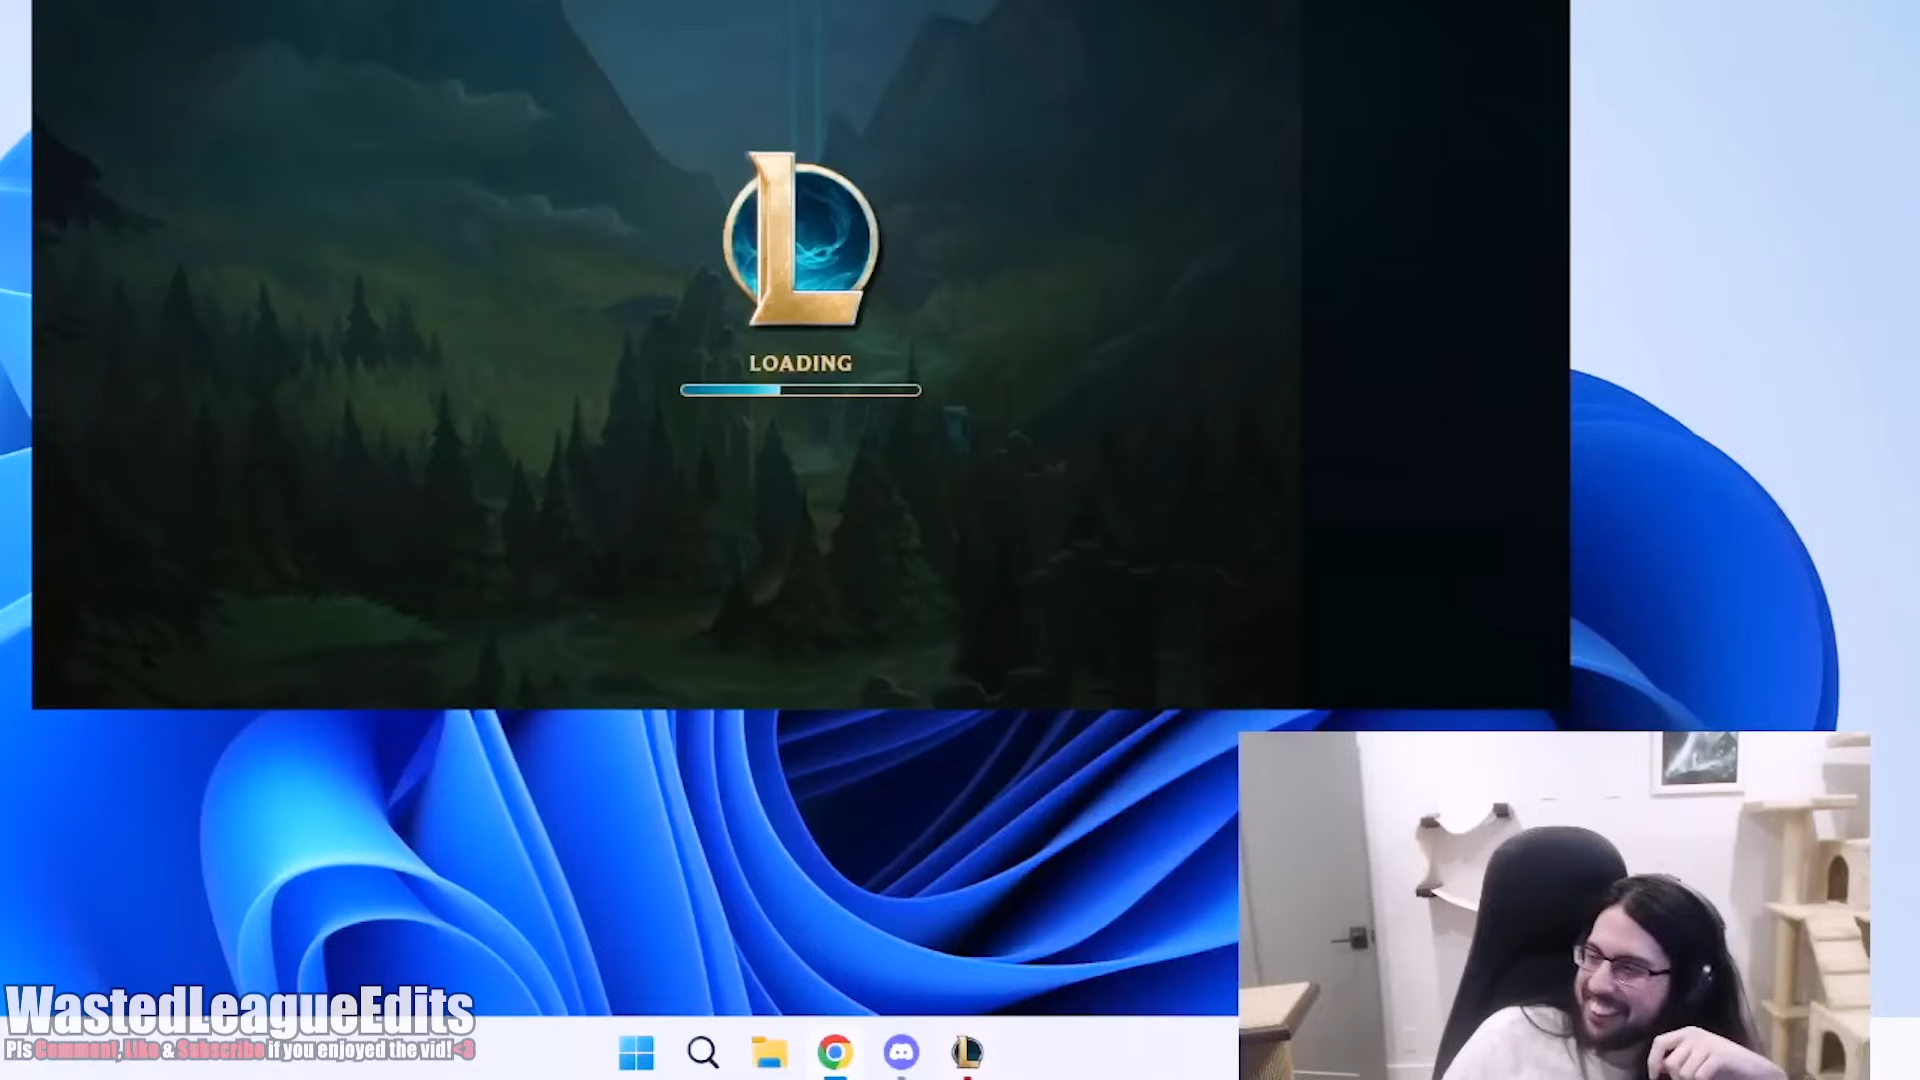 LOADING
WastedLeagueEdits
Pls Comment, Like & Subscribe if you enjoyed the vid!<3